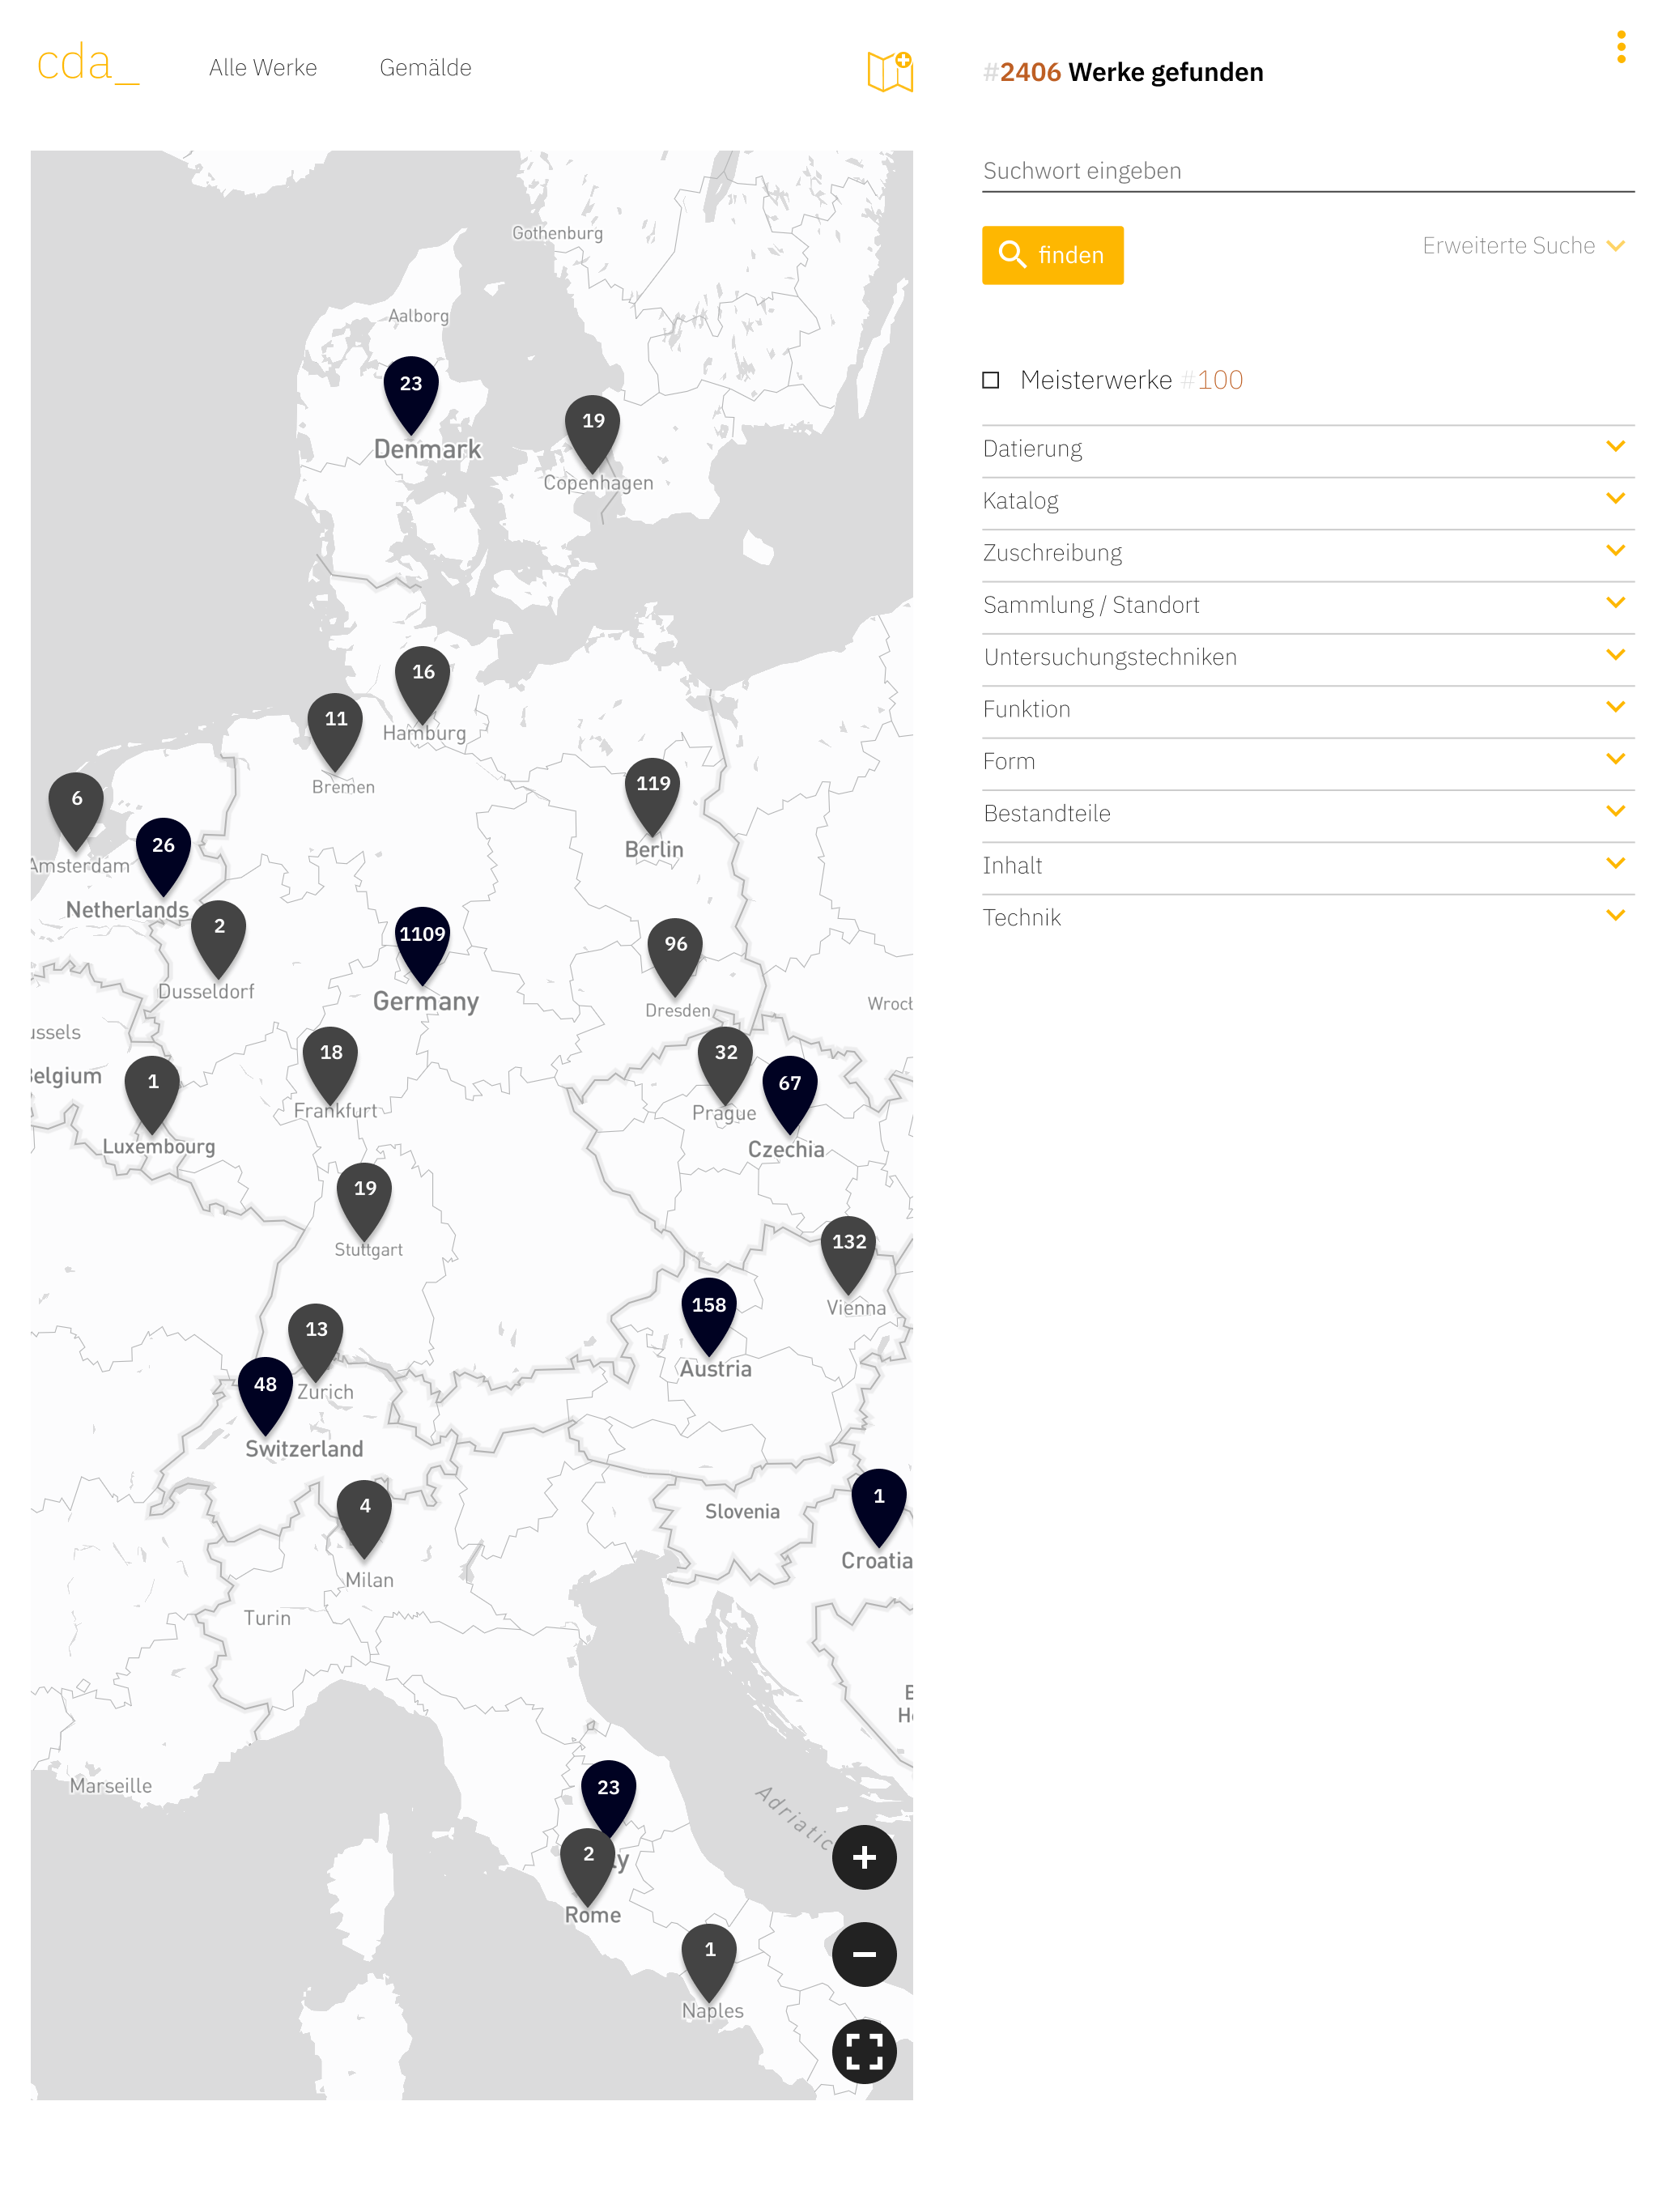 cda_
Alle Werke
Gemälde
Gothenburg
Aalborg
23
Denmark
19
Copenhagen
16
Hamburg
11
Bremen
119
Berlin
6
Amsterdam
26
Netherlands
2
Dusseldorf
1109
Germany
96
Dresden
Wrocł
ussels
elgium
18
Frankfurt
32
Prague
67
Czechia
1
Luxembourg
19
Stuttgart
132
Vienna
158
Austria
13
Zurich
48
Switzerland
4
Milan
Slovenia
1
Croatia
Turin
Marseille
23
Adriatic
2
y
Rome
1
Naples
#2406 Werke gefunden
Suchwort eingeben
finden
Erweiterte Suche
Meisterwerke #100
Datierung
Katalog
Zuschreibung
Sammlung / Standort
Untersuchungstechniken
Funktion
Form
Bestandteile
Inhalt
Technik